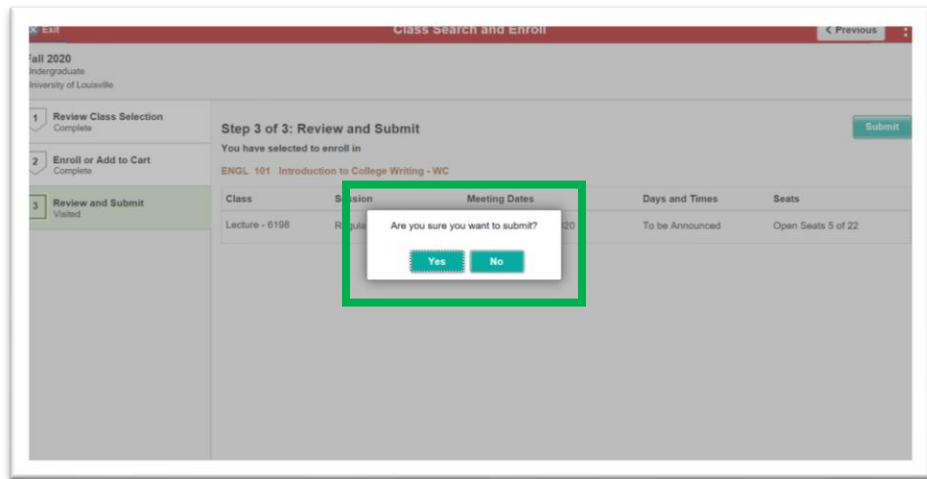 Exit
Class Search and Enroll
Previous
Fall 2020
Undergraduate
University of Louisville
1 Review Class Selection
Complete
2 Enroll or Add to Cart
Complete
3 Review and Submit
Visited
Step 3 of 3: Review and Submit
Submit
You have selected to enroll in
ENGL 101 Introduction to College Writing - WC
Class Session Meeting Dates Days and Times Seats
Lecture - 6198 To be Announced Open Seats 5 of 22
Are you sure you want to submit?
Yes No